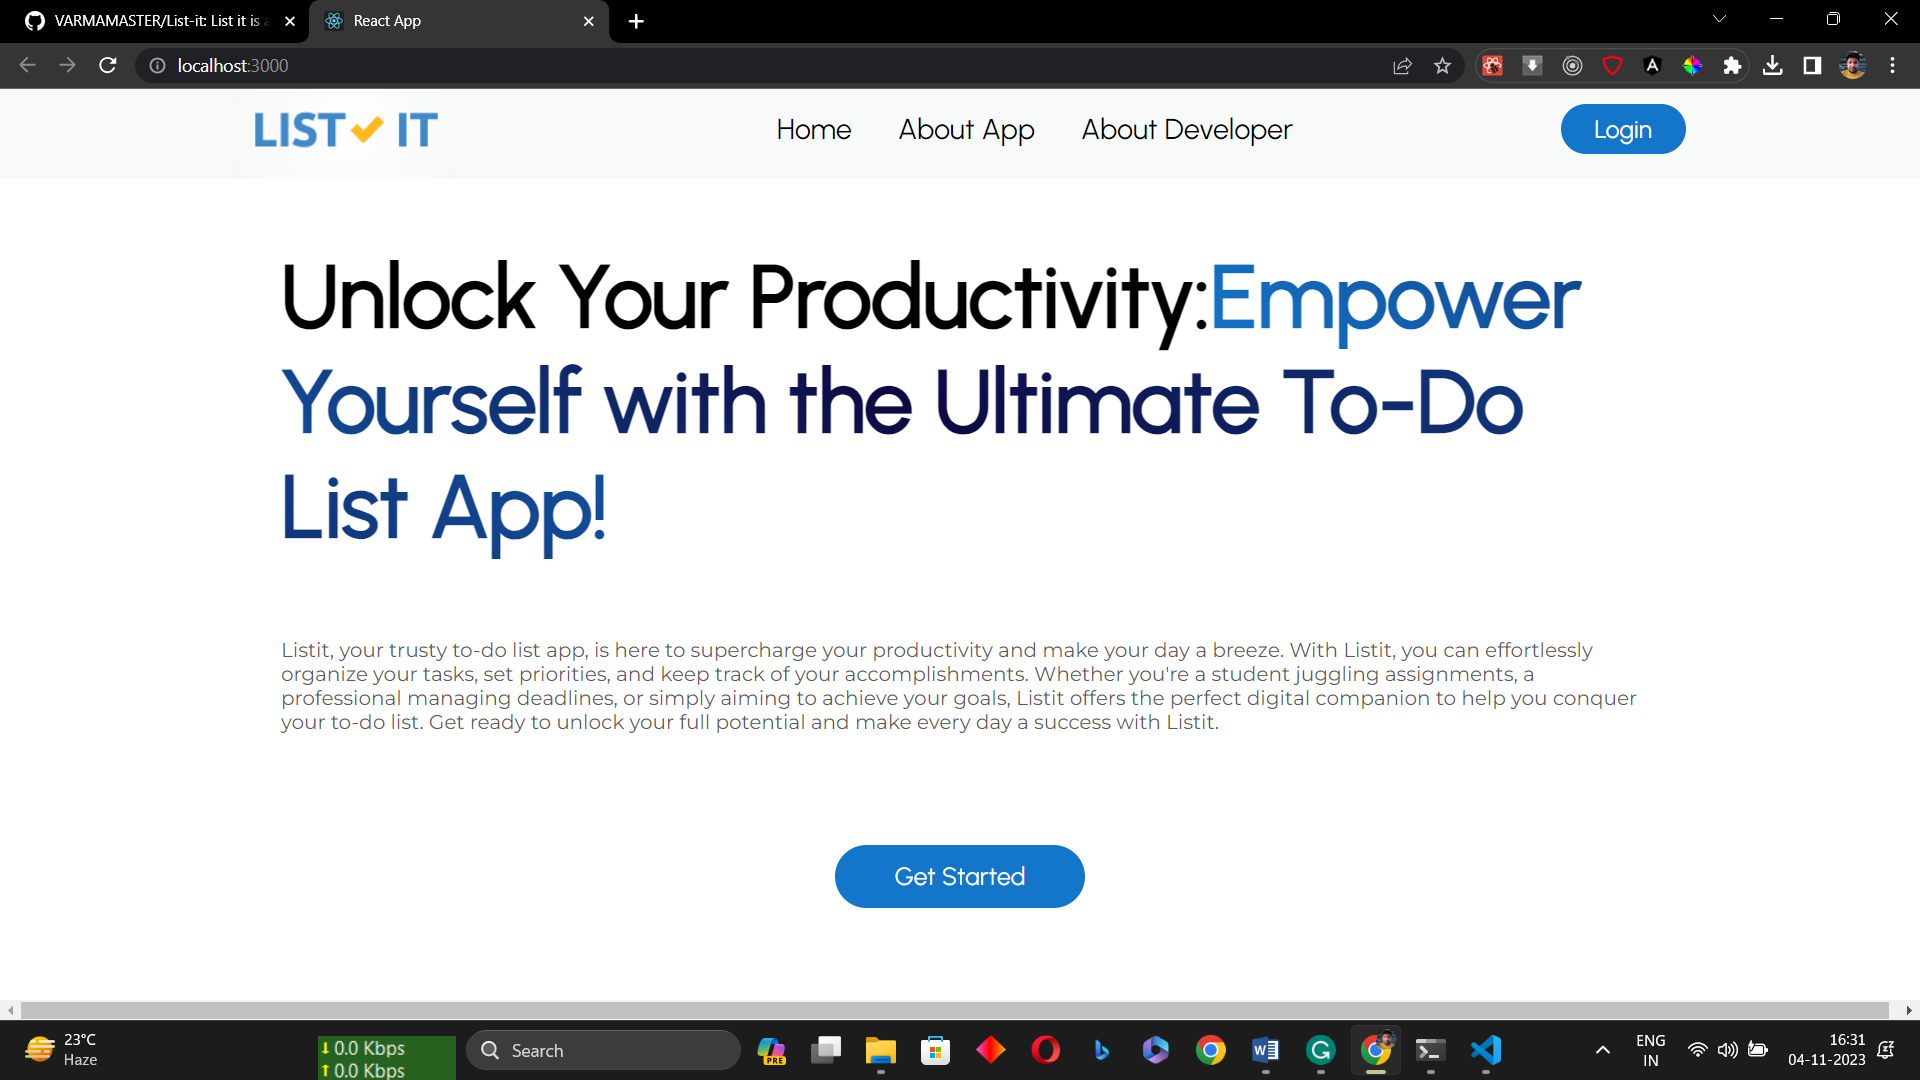 VARMAMASTER/List-it: List it is a
React App
localhost:3000
LIST IT
Home
About App
About Developer
Login
Unlock Your Productivity:Empower
Yourself with the Ultimate To-Do
List App!
Listit, your trusty to-do list app, is here to supercharge your productivity and make your day a breeze. With Listit, you can effortlessly
organize your tasks, set priorities, and keep track of your accomplishments. Whether you're a student juggling assignments, a
professional managing deadlines, or simply aiming to achieve your goals, Listit offers the perfect digital companion to help you conquer
your to-do list. Get ready to unlock your full potential and make every day a success with Listit.
Get Started
23°C
Haze
0.0 Kbps
0.0 Kbps
Search
PRE
ENG
IN
16:31
04-11-2023